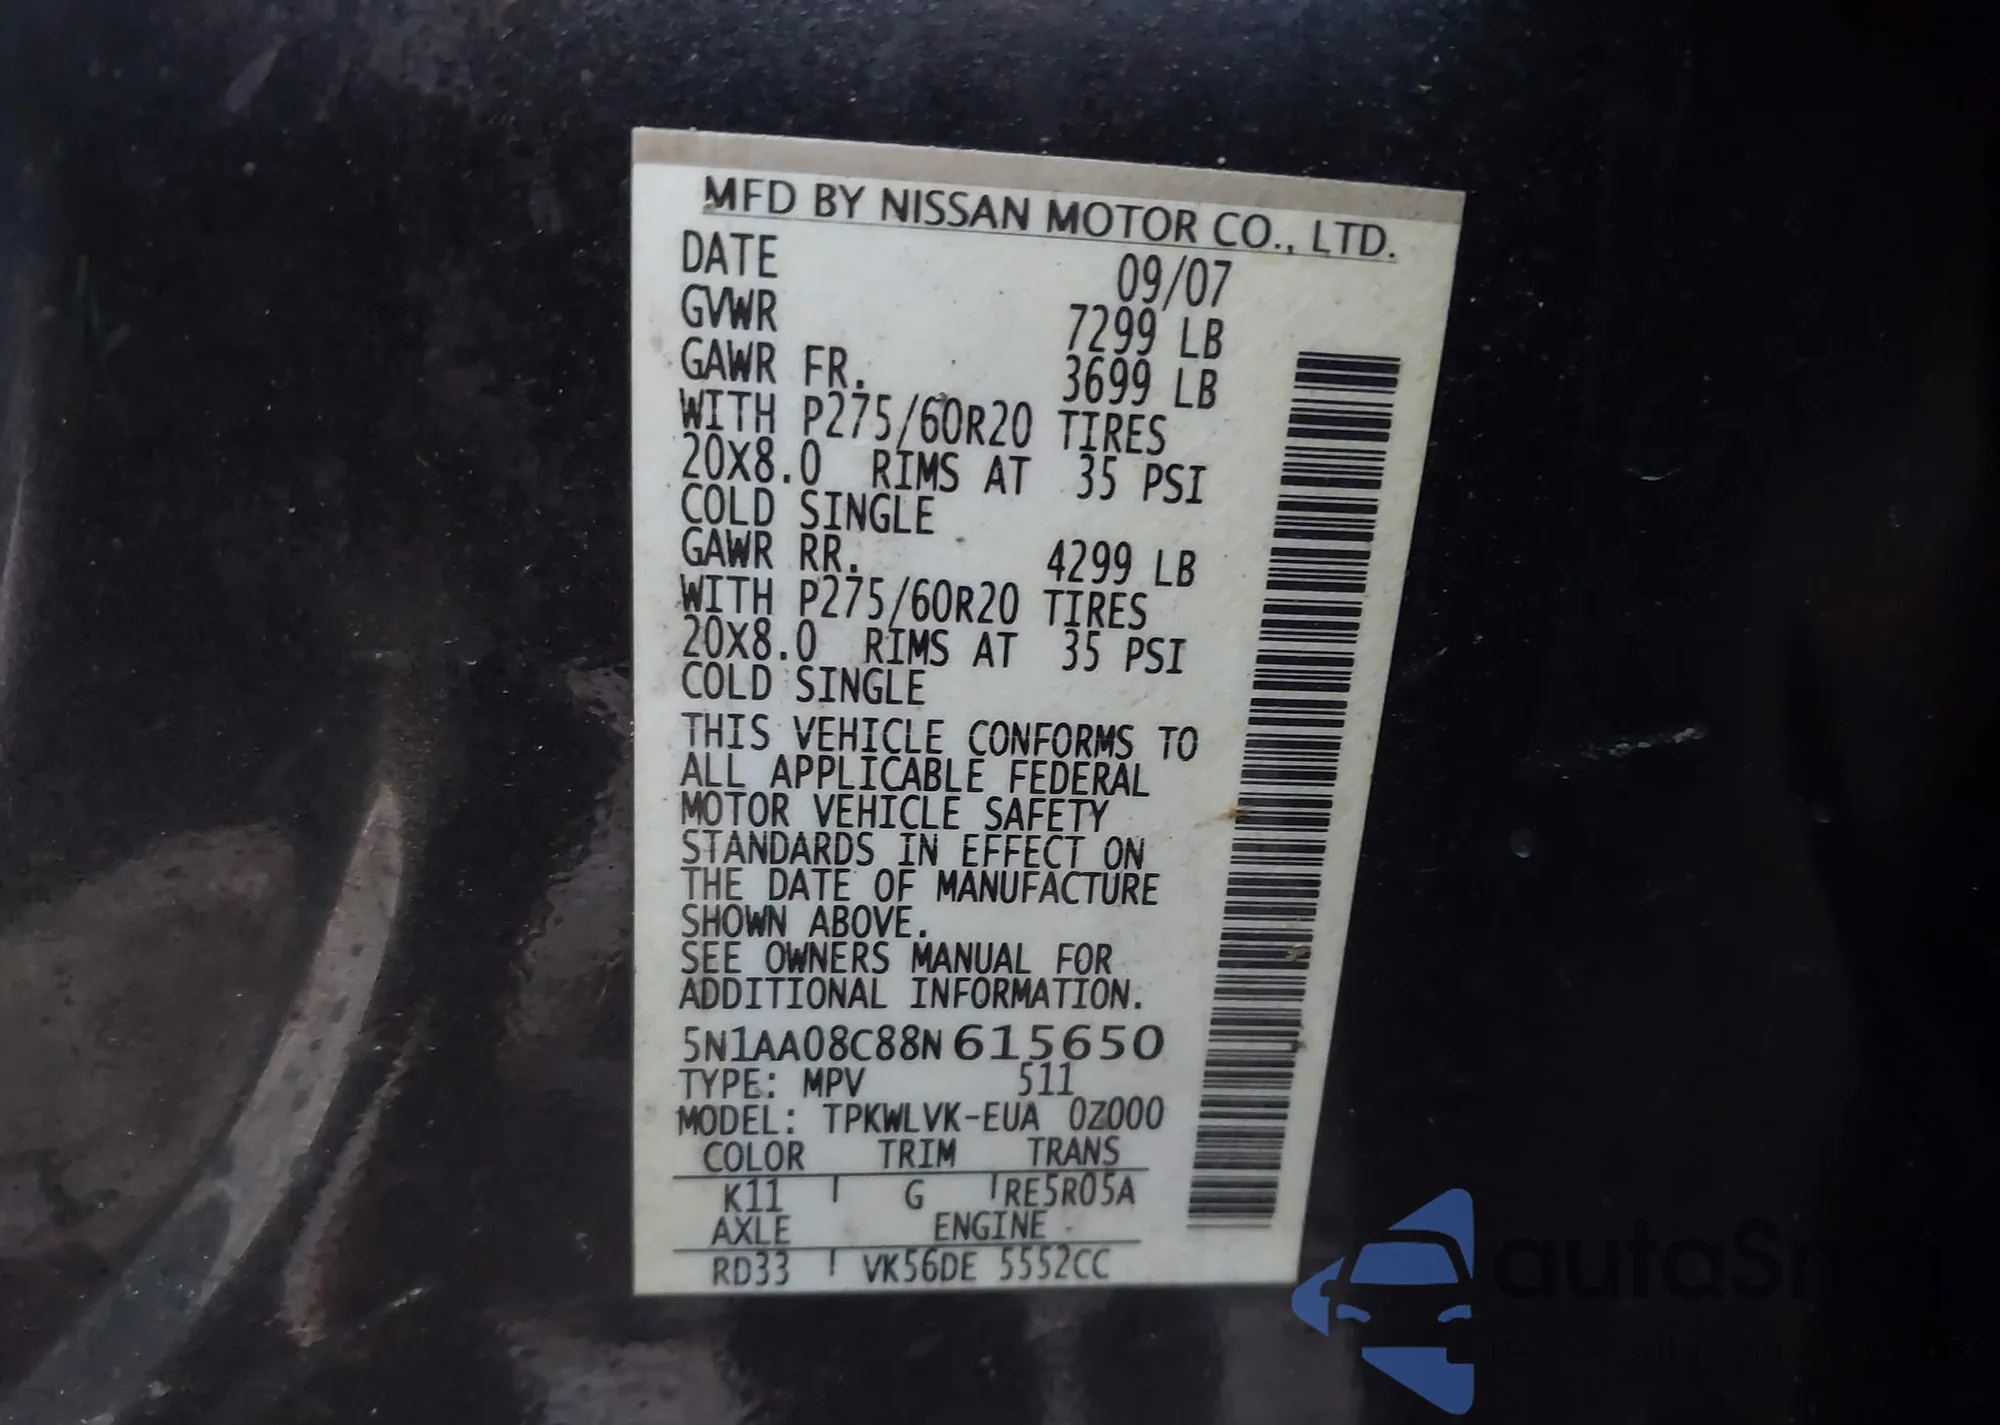 MFD BY NISSAN MOTOR CO., LTD.
DATE 09/07
GVWR 7299 LB
GAWR FR. 3699 LB
WITH P275/60R20 TIRES
20X8.0 RIMS AT 35 PSI
COLD SINGLE
GAWR RR. 4299 LB
WITH P275/60R20 TIRES
20X8.0 RIMS AT 35 PSI
COLD SINGLE
THIS VEHICLE CONFORMS TO
ALL APPLICABLE FEDERAL
MOTOR VEHICLE SAFETY
STANDARDS IN EFFECT ON
THE DATE OF MANUFACTURE
SHOWN ABOVE.
SEE OWNERS MANUAL FOR
ADDITIONAL INFORMATION.
5N1AA08C88N615650
TYPE: MPV 511
MODEL: TPKWLVK-EUA 0Z000
COLOR TRIM TRANS
K11 G RE5R05A
AXLE ENGINE
RD33 VK56DE 5552CC